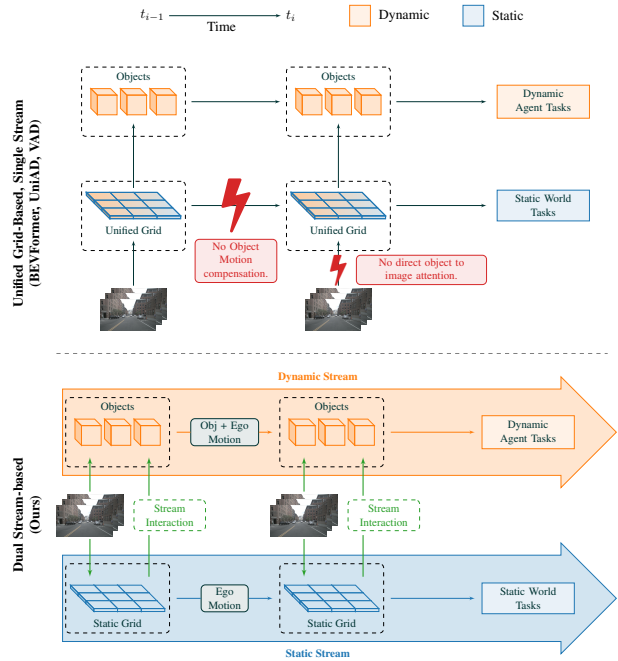 t_{i-1} t_i
Time
Dynamic
Static
Unified Grid-Based, Single Stream
(BEVFormer, UniAD, VAD)
Objects
Objects
Dynamic
Agent Tasks
Unified Grid
Unified Grid
Static World
Tasks
No Object
Motion
compensation.
No direct object to
image attention.
Dual Stream-based
(Ours)
Dynamic Stream
Objects
Obj + Ego
Motion
Objects
Dynamic
Agent Tasks
Stream
Interaction
Stream
Interaction
Static Grid
Ego
Motion
Static Grid
Static World
Tasks
Static Stream